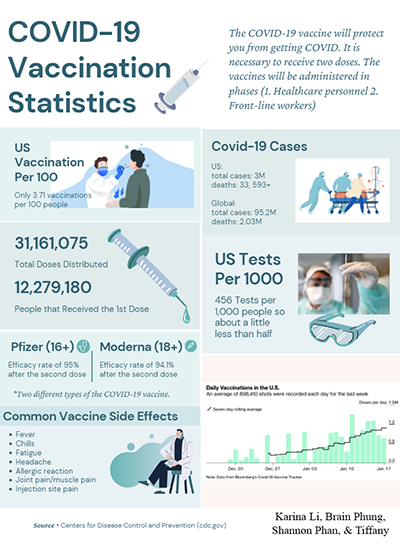 COVID-19
Vaccination
Statistics
The COVID-19 vaccine will protect
you from getting COVID. It is
necessary to receive two doses. The
vaccines will be administered in
phases (1. Healthcare personnel 2.
Front-line workers)
US
Vaccination
Per 100
Only 3.71 vaccinations
per 100 people
Covid-19 Cases
US:
total cases: 3M
deaths: 33, 593+
Global:
total cases: 95.2M
deaths: 2.03M
31,161,075
Total Doses Distributed
12,279,180
People that Received the 1st Dose
US Tests
Per 1000
456 Tests per
1,000 people so
about a little
less than half
Pfizer (16+)
Efficacy rate of 95%
after the second dose
Moderna (18+)
Efficacy rate of 94.1%
after the second dose
*Two different types of the COVID-19 vaccine.
Common Vaccine Side Effects
• Fever
• Chills
• Fatigue
• Headache
• Allergic reaction
• Joint pain/muscle pain
• Injection site pain
Daily Vaccinations in the U.S.
An average of 898,410 shots were recorded each day for the last week
Doses per day: 1.5M
Seven-day rolling average
1.0
0.5
0.0
Dec. 20
Dec. 27
Jan. 03
Jan. 10
Jan. 17
Note: Data from Bloomberg's Covid-19 Vaccine Tracker
Source • Centers for Disease Control and Prevention (cdc.gov)
Karina Li, Brain Phung,
Shannon Phan, & Tiffany